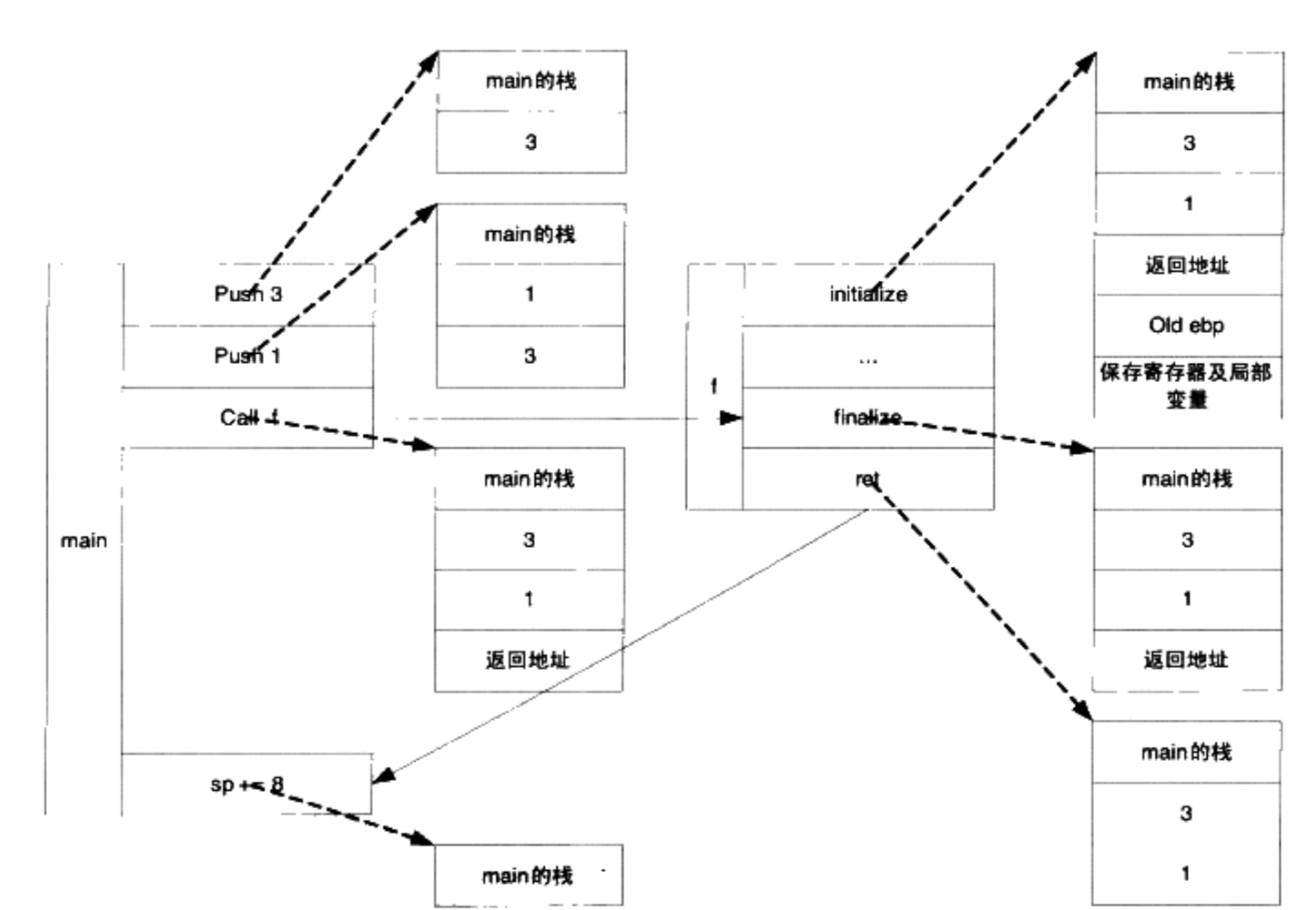 main的栈
3
main的栈
1
3
Push 3
Push 1
Call f
main的栈
3
1
返回地址
main
sp += 8
main的栈
f
initialize
...
finalize
ret
main的栈
3
1
返回地址
Old ebp
保存寄存器及局部
变量
main的栈
3
1
返回地址
main的栈
3
1